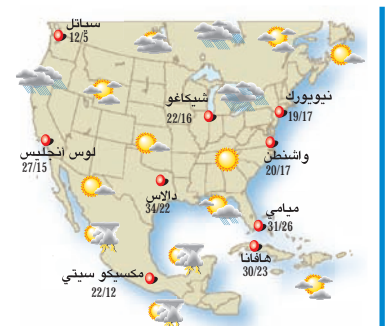 سياتل
12/5
نيويورك
19/17
شيكاغو
22/16
واشنطن
20/17
لوس انجليس
27/15
دالاس
34/22
ميامي
31/26
هافانا
30/23
مكسيكو سيتي
22/12